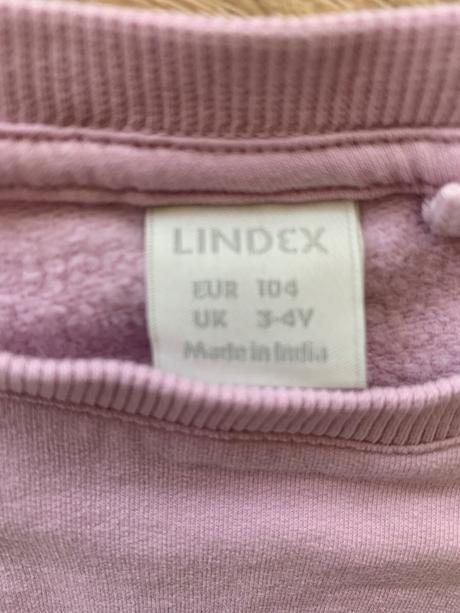 LINDEX
EUR 104
UK 3-4Y
Made in India